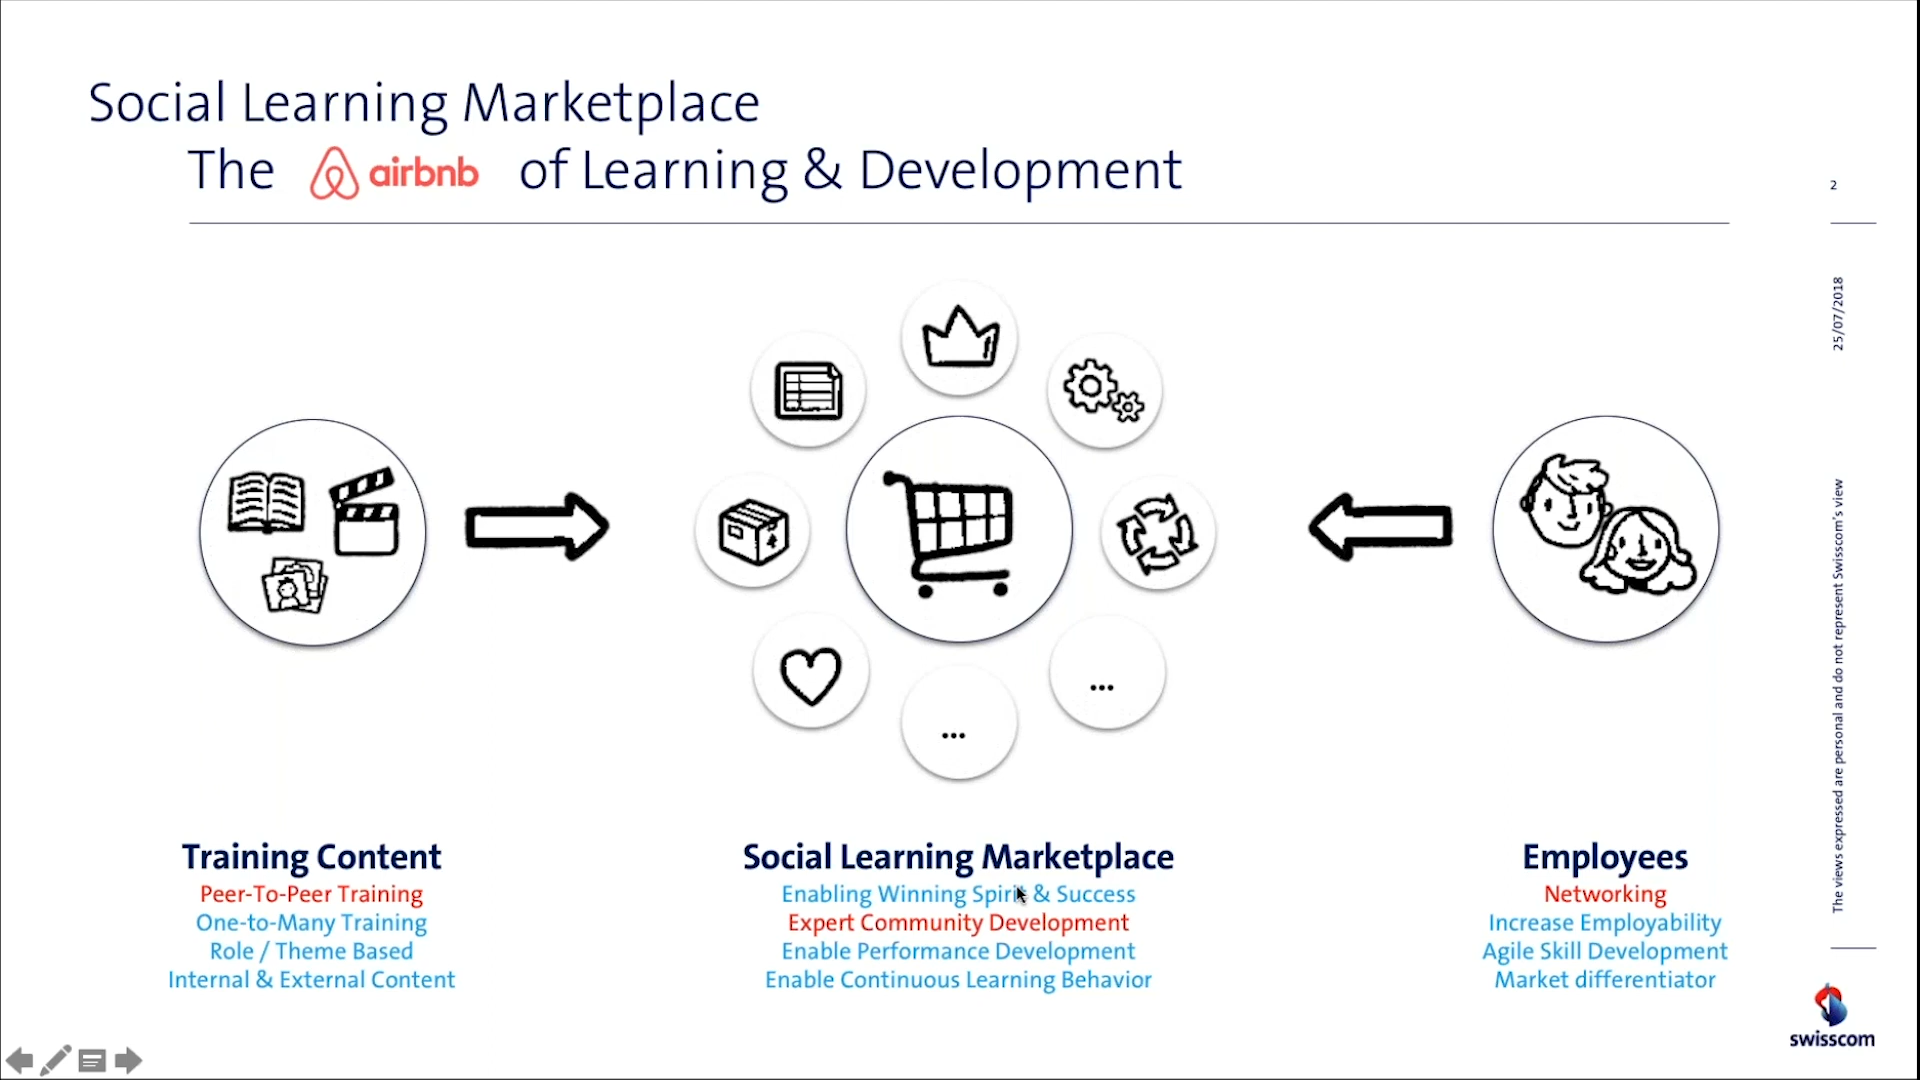 Social Learning Marketplace
The airbnb of Learning & Development
2
25/07/2018
The views expressed are personal and do not represent Swisscom's view
...
...
Training Content
Peer-To-Peer Training
One-to-Many Training
Role / Theme Based
Internal & External Content
Social Learning Marketplace
Enabling Winning Spirit & Success
Expert Community Development
Enable Performance Development
Enable Continuous Learning Behavior
Employees
Networking
Increase Employability
Agile Skill Development
Market differentiator
swisscom